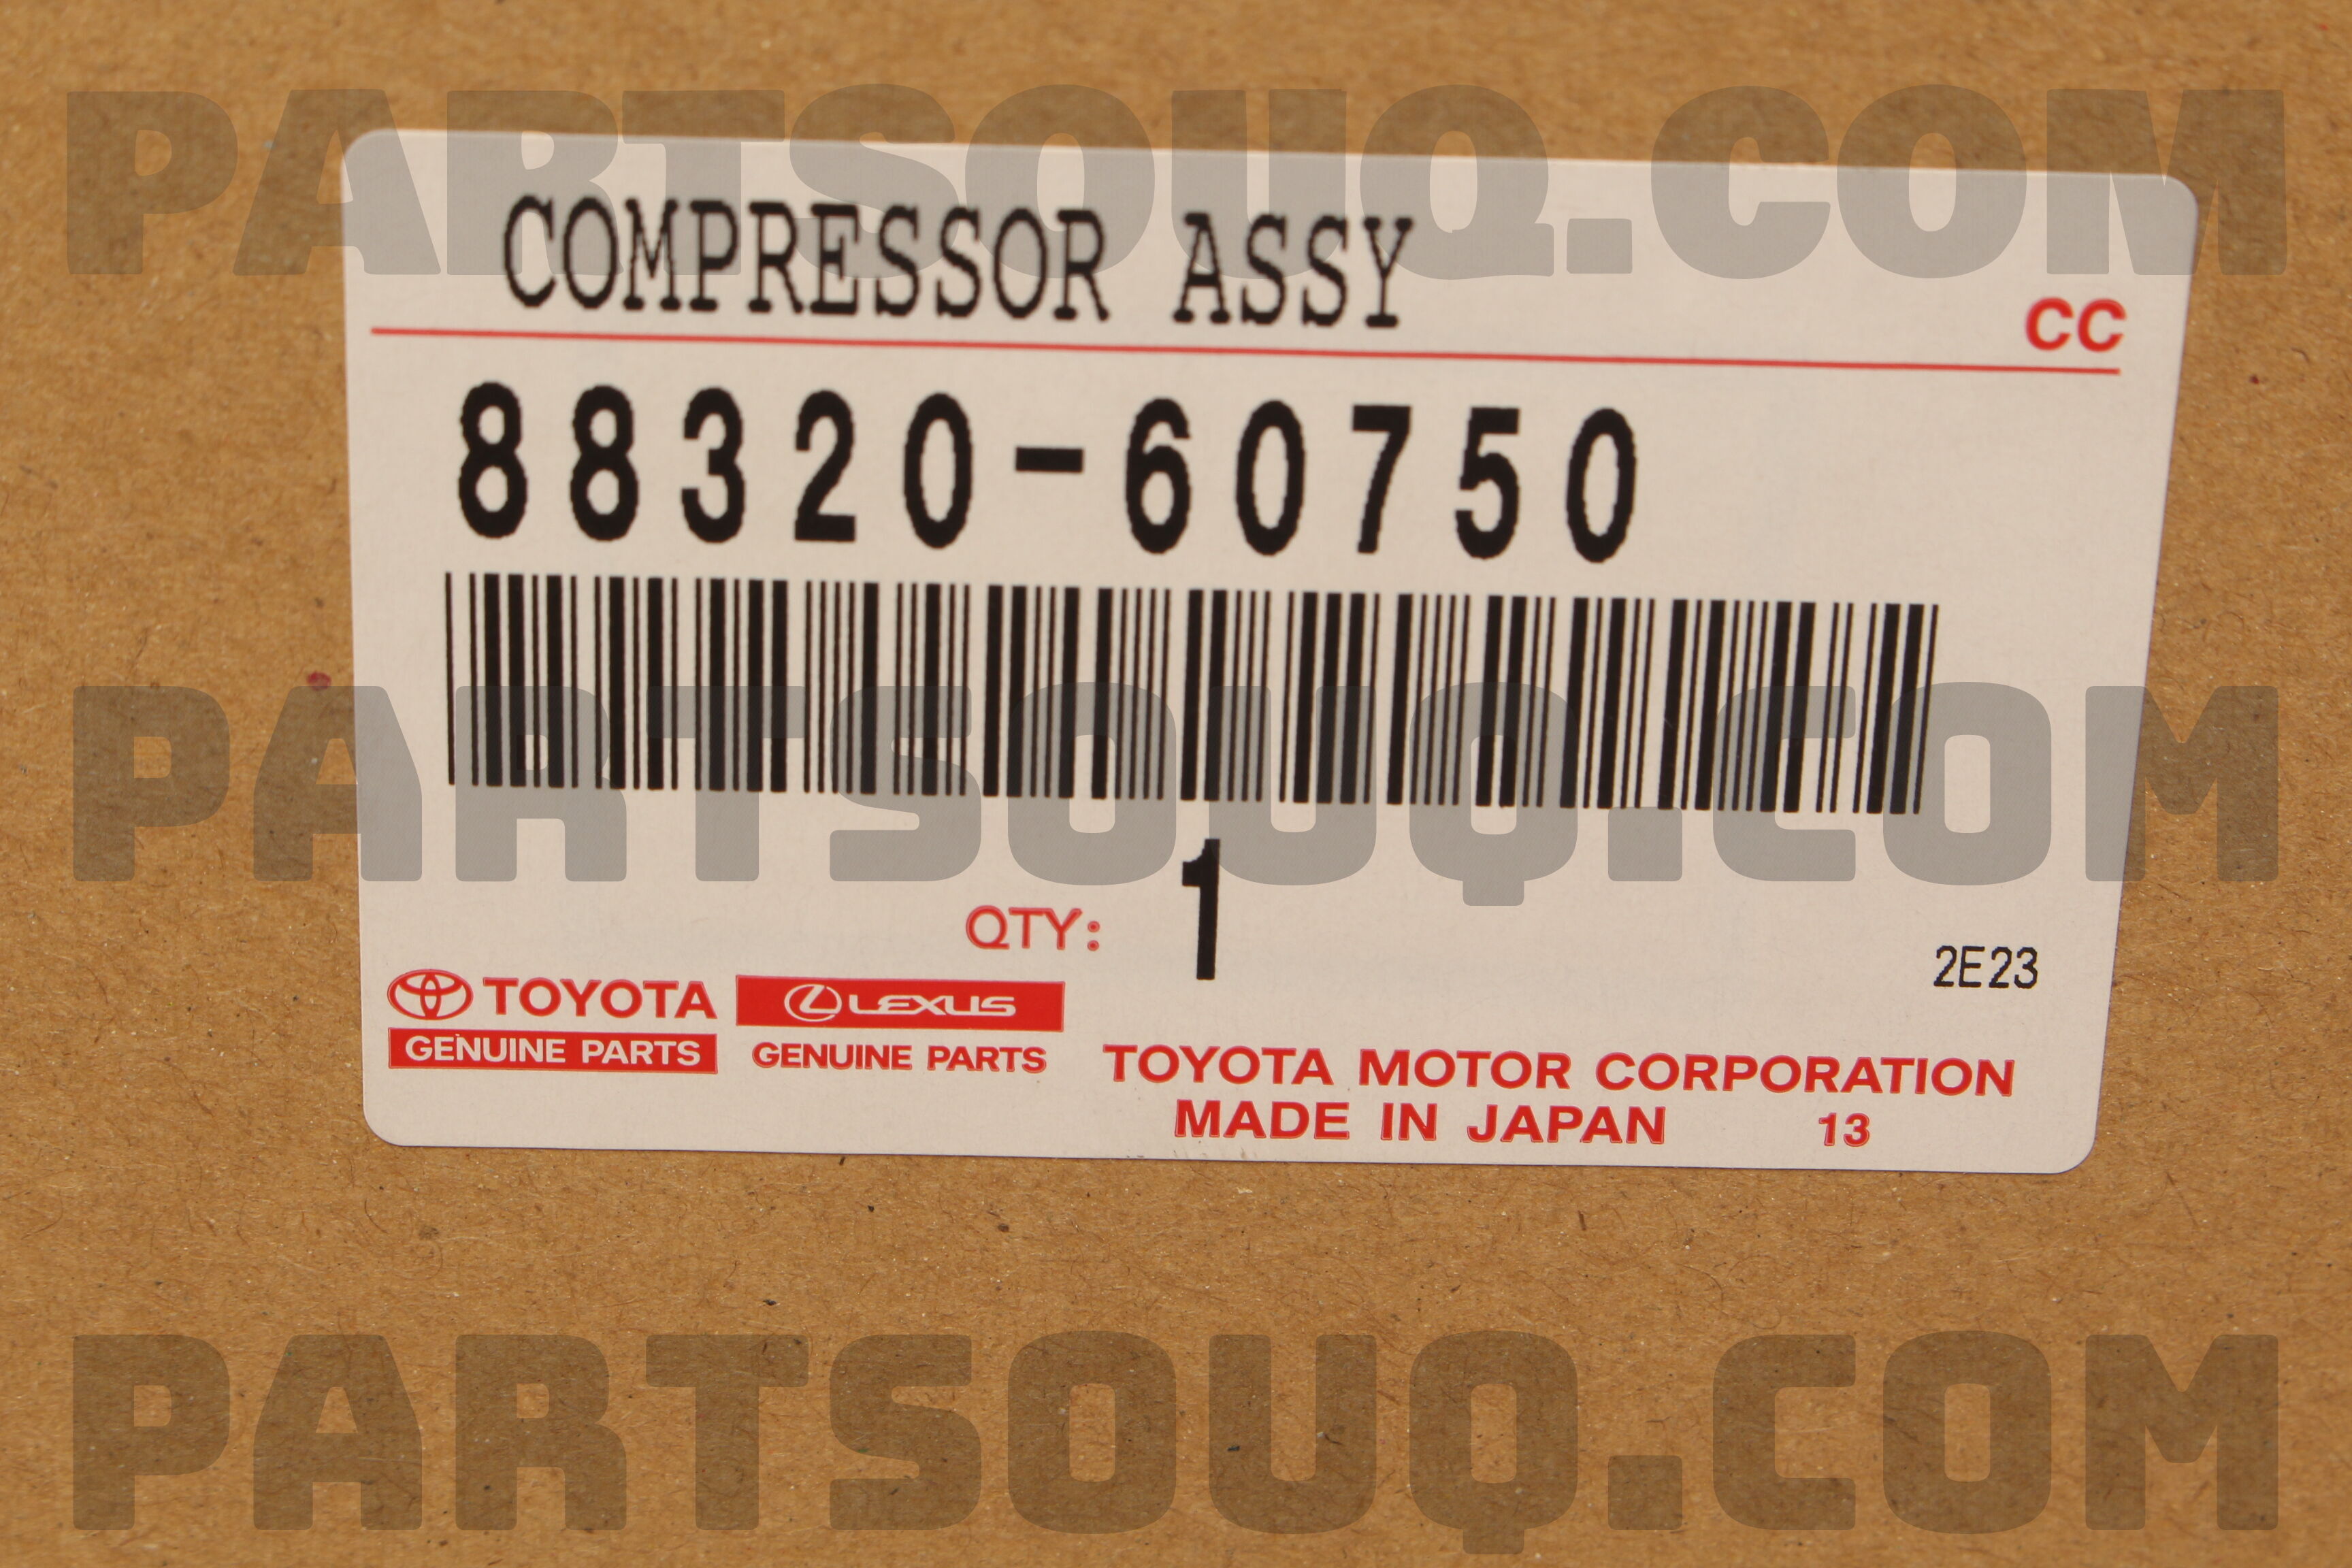 PARTSOUQ.COM
COMPRESSOR ASSY
CC
88320-60750
PARTSOUQ.COM
QTY: 1
2E23
TOYOTA
GENUINE PARTS
LEXUS
GENUINE PARTS
TOYOTA MOTOR CORPORATION
MADE IN JAPAN 13
PARTSOUQ.COM